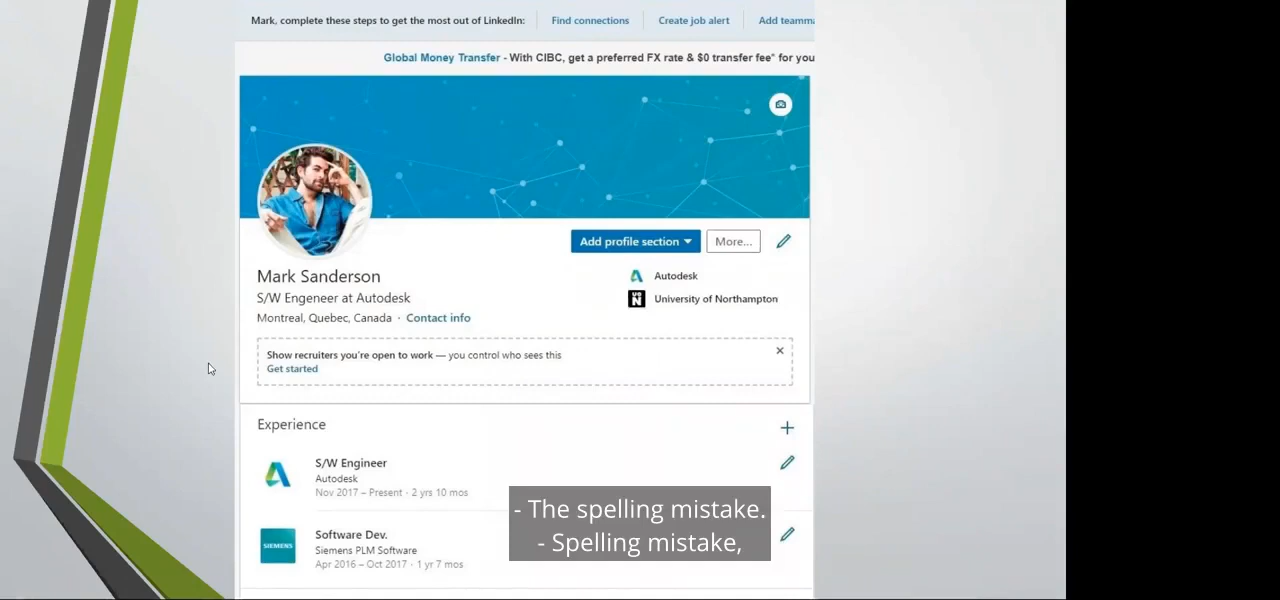 Mark, complete these steps to get the most out of LinkedIn: Find connections Create job alert Add teamma
Global Money Transfer - With CIBC, get a preferred FX rate & $0 transfer fee* for you
Add profile section More...
Mark Sanderson
Autodesk
S/W Engeneer at Autodesk
University of Northampton
UoN
Montreal, Quebec, Canada · Contact info
Show recruiters you're open to work — you control who sees this
Get started
Experience
S/W Engineer
Autodesk
Nov 2017 – Present · 2 yrs 10 mos
Software Dev.
SIEMENS
Siemens PLM Software
Apr 2016 – Oct 2017 · 1 yr 7 mos
- The spelling mistake.
- Spelling mistake,